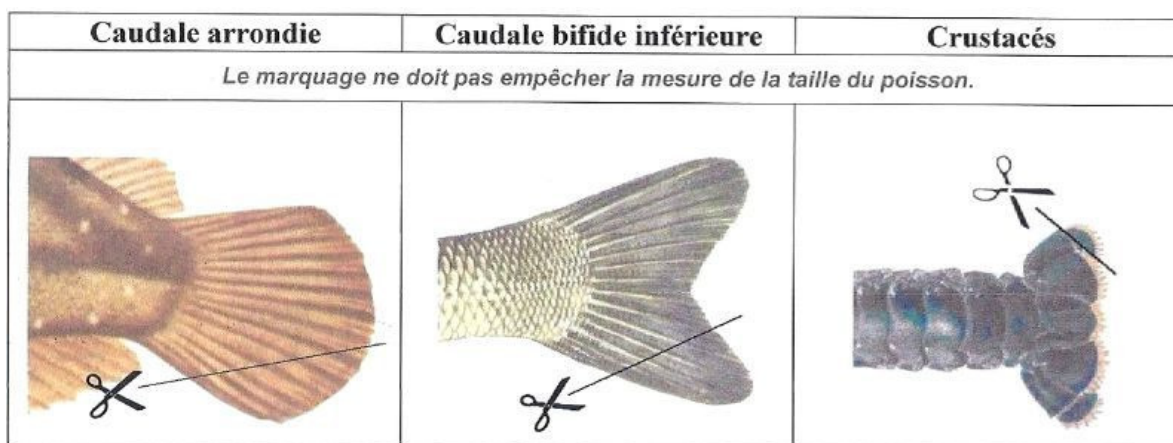 Caudale arrondie
Caudale bifide inférieure
Crustacés
Le marquage ne doit pas empêcher la mesure de la taille du poisson.